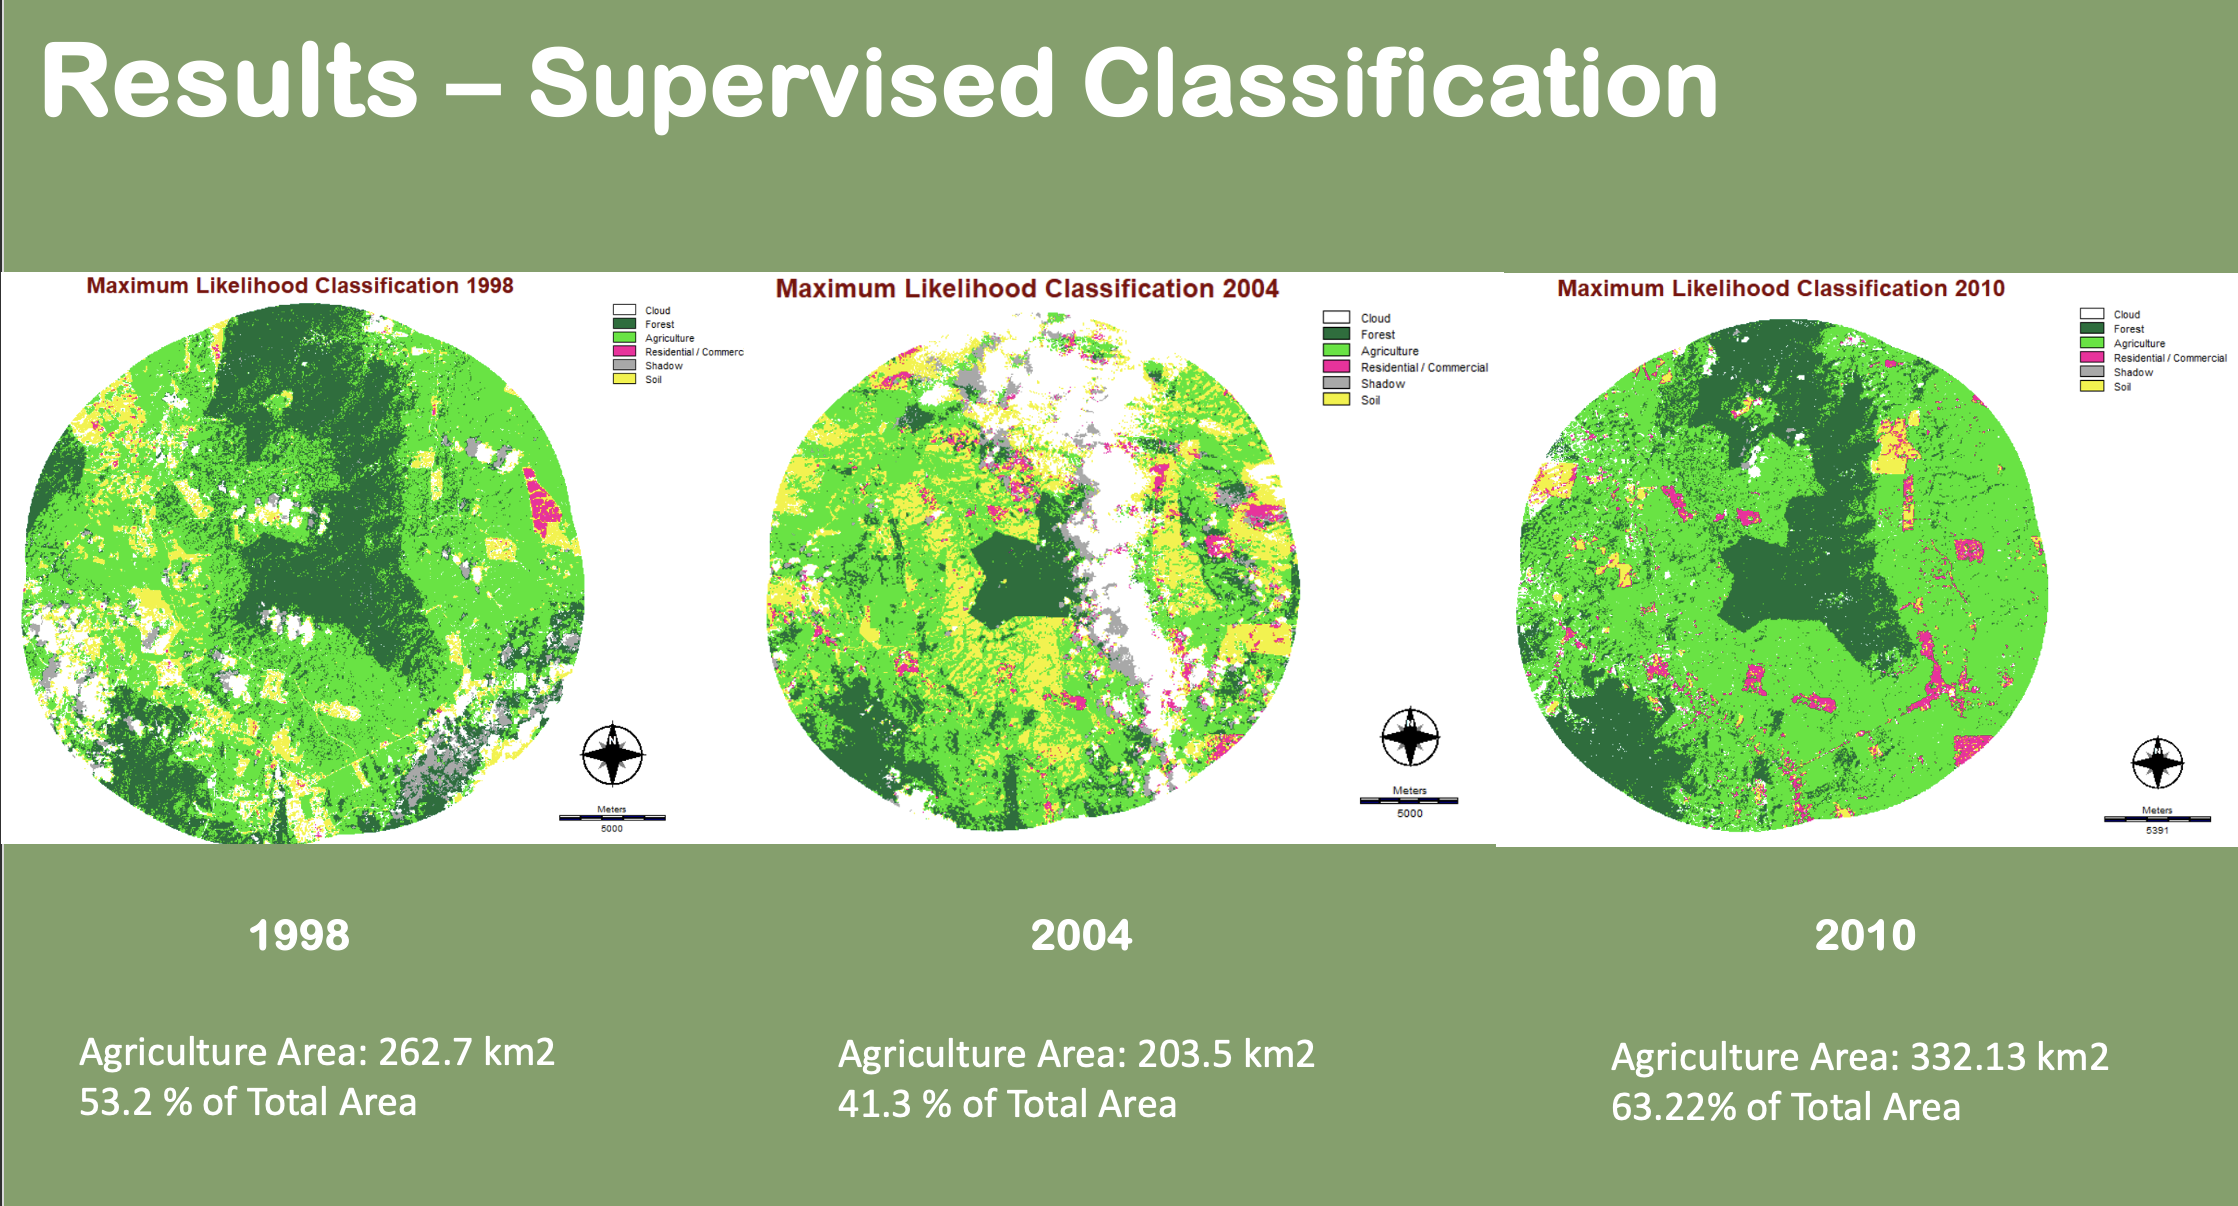 Results – Supervised Classification
Maximum Likelihood Classification 1998
Cloud
Forest
Agriculture
Residential / Commerc
Shadow
Soil
N
Meters
5000
Maximum Likelihood Classification 2004
Cloud
Forest
Agriculture
Residential / Commercial
Shadow
Soil
N
Meters
5000
Maximum Likelihood Classification 2010
Cloud
Forest
Agriculture
Residential / Commercial
Shadow
Soil
N
Meters
5391
1998
2004
2010
Agriculture Area: 262.7 km2
53.2 % of Total Area
Agriculture Area: 203.5 km2
41.3 % of Total Area
Agriculture Area: 332.13 km2
63.22% of Total Area